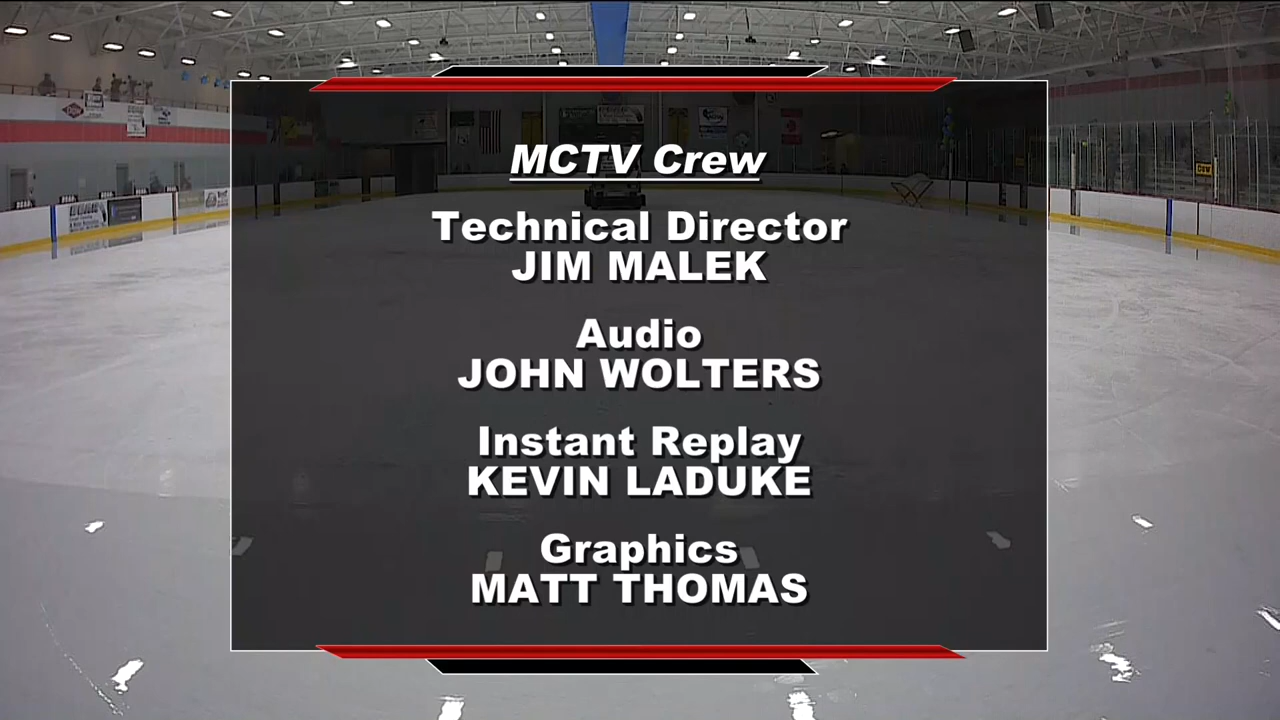 MCTV Crew
Technical Director
JIM MALEK
Audio
JOHN WOLTERS
Instant Replay
KEVIN LADUKE
Graphics
MATT THOMAS